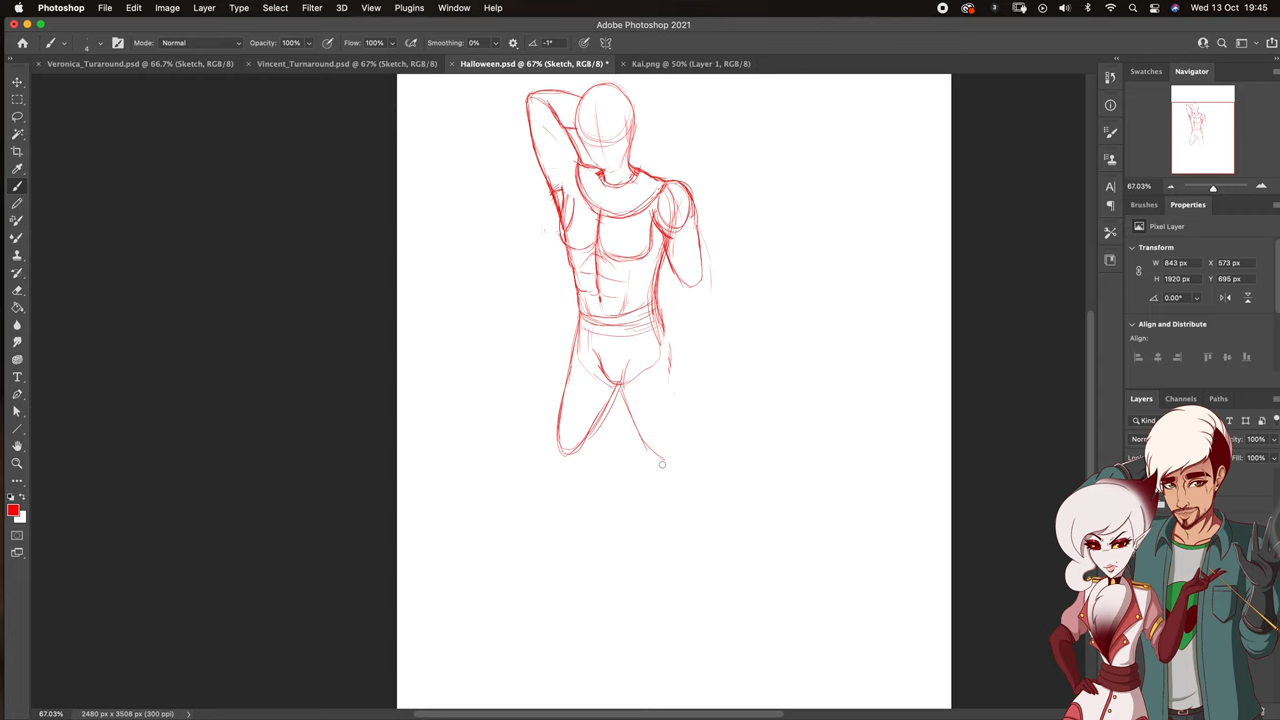 Photoshop File Edit Image Layer Type Select Filter 3D View Plugins Window Help 3 Wed 13 Oct 19:45
Adobe Photoshop 2021
4 Mode: Normal Opacity: 100% Flow: 100% Smoothing: 0% -1°
Veronica_Turaround.psd @ 66.7% (Sketch, RGB/8) Vincent_Turnaround.psd @ 67% (Sketch, RGB/8) Halloween.psd @ 67% (Sketch, RGB/8) * Kai.png @ 50% (Layer 1, RGB/8)
Swatches Navigator
67.03%
Brushes Properties
Pixel Layer
Transform
W 843 px X 573 px
H 1920 px Y 695 px
0.00°
Align and Distribute
Align:
Layers Channels Paths
Kind
100%
Fill: 100%
67.03% 2480 px x 3508 px (300 ppi)